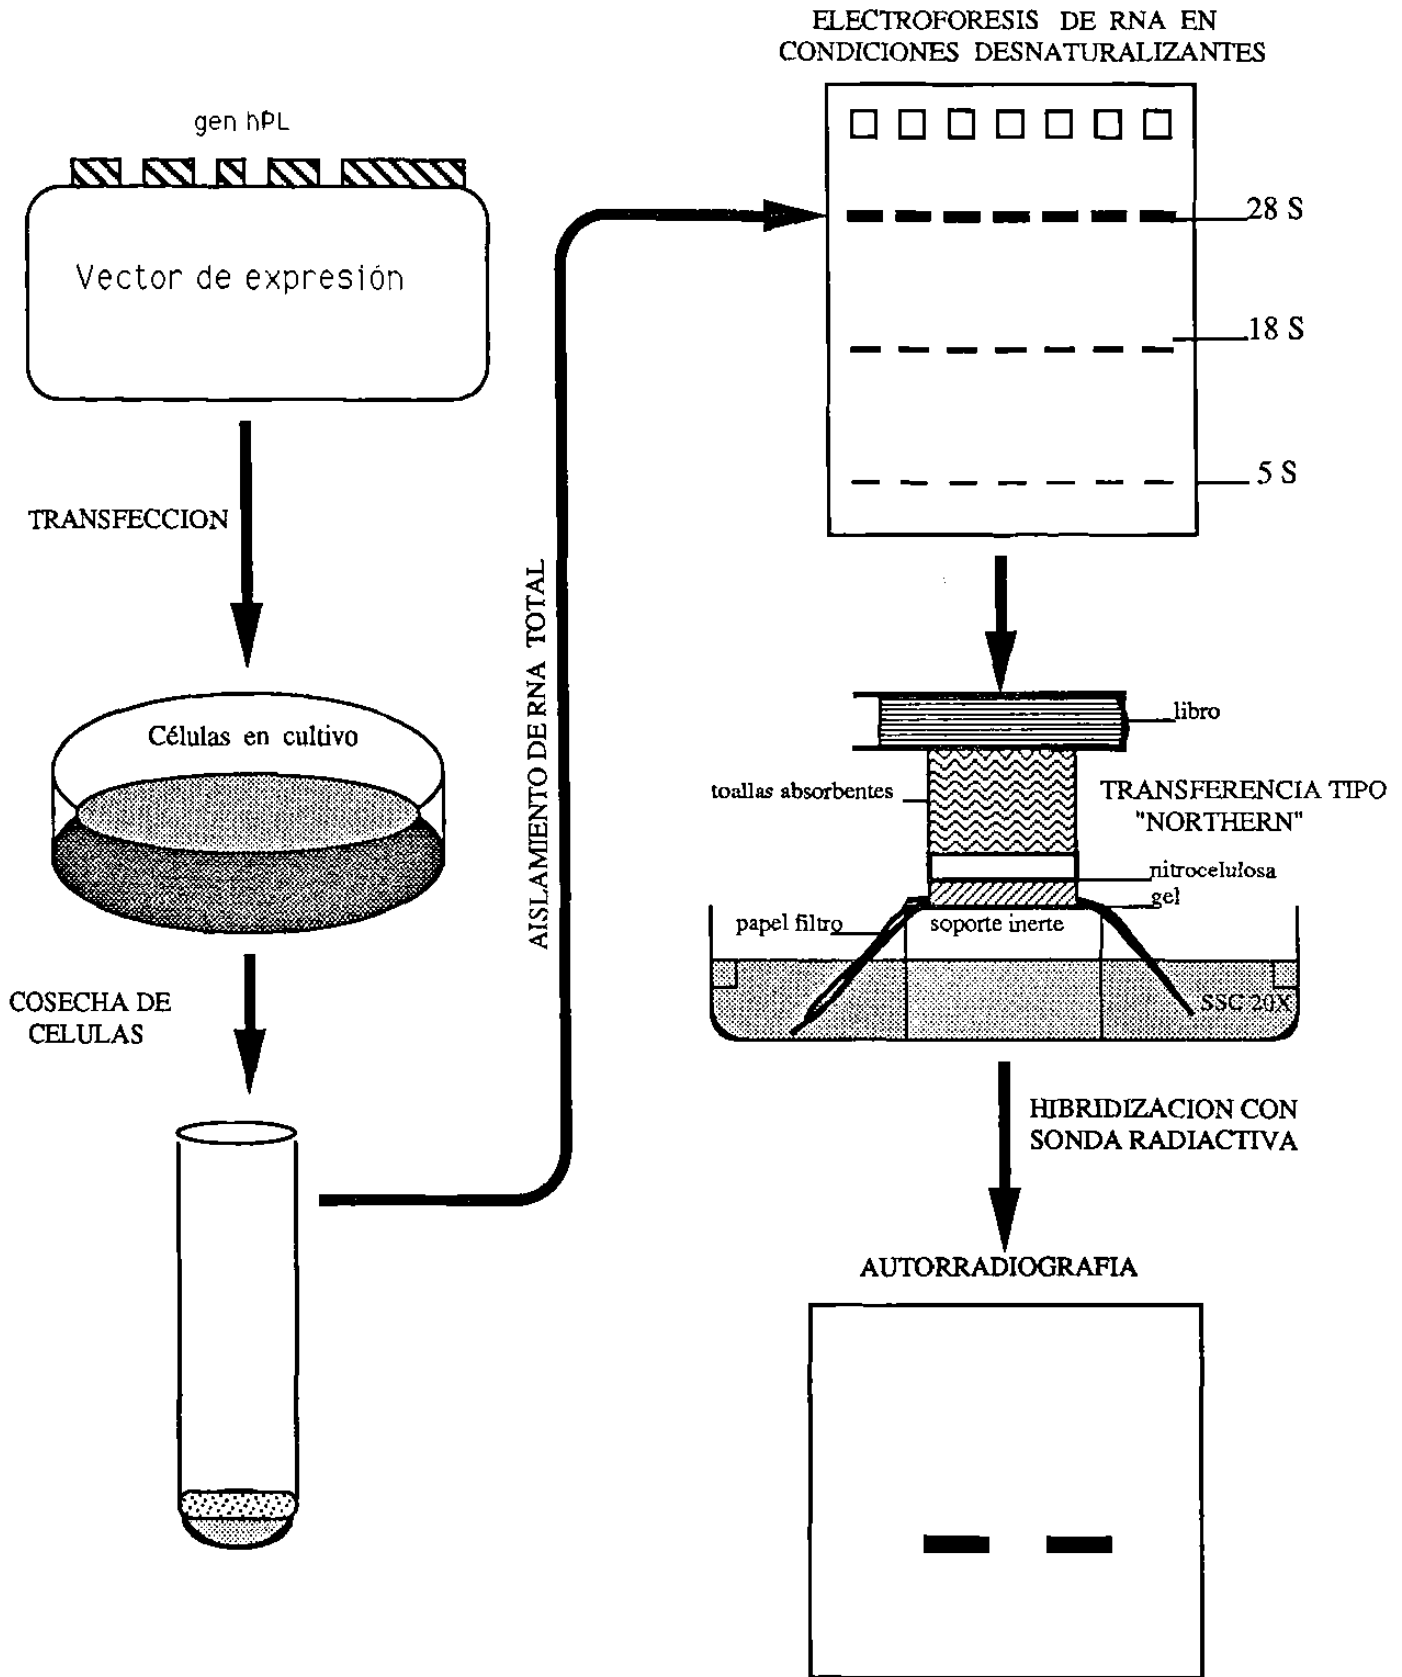 gen hPL
Vector de expresión
TRANSFECCION
Células en cultivo
COSECHA DE
CELULAS
AISLAMIENTO DE RNA TOTAL
ELECTROFORESIS DE RNA EN
CONDICIONES DESNATURALIZANTES
28 S
18 S
5 S
libro
toallas absorbentes
TRANSFERENCIA TIPO
"NORTHERN"
nitrocelulosa
gel
papel filtro
soporte inerte
SSC 20X
HIBRIDIZACION CON
SONDA RADIACTIVA
AUTORRADIOGRAFIA